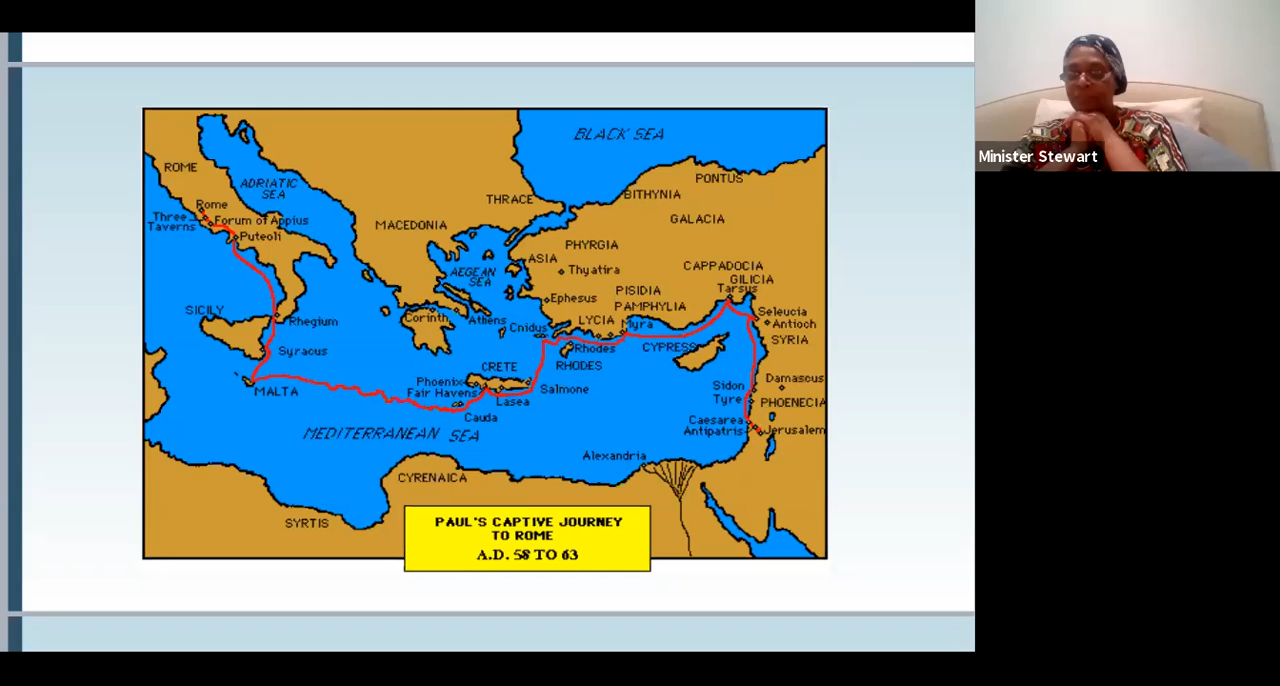 BLACK SEA
ROME
ADRIATIC
SEA
PONTUS
BITHYNIA
THRACE
Rome
Three
Taverns
Forum of Appius
Puteoli
MACEDONIA
GALACIA
PHYRGIA
ASIA
Thyatira
AEGEAN
SEA
CAPPADOCIA
GILICIA
Tarsus
PISIDIA
PAMPHYLIA
Ephesus
SICILY
Rhegium
Corinth
Athens
Cnidus
LYCIA
Myra
Seleucia
Antioch
SYRIA
Syracus
Rhodes
RHODES
CYPRESS
CRETE
MALTA
Phoenix
Fair Havens
Lasea
Salmone
Cauda
Sidon
Tyre
Damascus
PHOENECIA
Caesarea
Antipatris
Jerusalem
MEDITERRANEAN SEA
Alexandria
CYRENAICA
SYRTIS
PAUL'S CAPTIVE JOURNEY
TO ROME
A.D. 58 TO 63
Minister Stewart